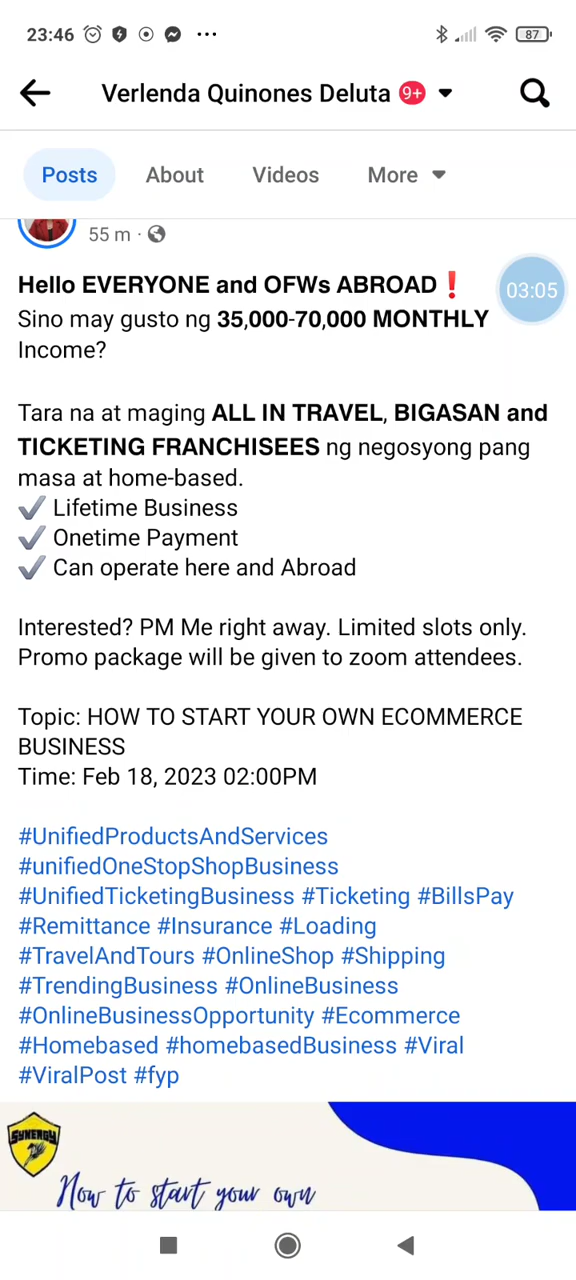 23:46
87
Verlenda Quinones Deluta 9+
Posts About Videos More
55 m
Hello EVERYONE and OFWs ABROAD❗
03:05
Sino may gusto ng 35,000-70,000 MONTHLY
Income?
Tara na at maging ALL IN TRAVEL, BIGASAN and
TICKETING FRANCHISEES ng negosyong pang
masa at home-based.
✔ Lifetime Business
✔ Onetime Payment
✔ Can operate here and Abroad
Interested? PM Me right away. Limited slots only.
Promo package will be given to zoom attendees.
Topic: HOW TO START YOUR OWN ECOMMERCE
BUSINESS
Time: Feb 18, 2023 02:00PM
#UnifiedProductsAndServices
#unifiedOneStopShopBusiness
#UnifiedTicketingBusiness #Ticketing #BillsPay
#Remittance #Insurance #Loading
#TravelAndTours #OnlineShop #Shipping
#TrendingBusiness #OnlineBusiness
#OnlineBusinessOpportunity #Ecommerce
#Homebased #homebasedBusiness #Viral
#ViralPost #fyp
SYNERGY
How to start your own